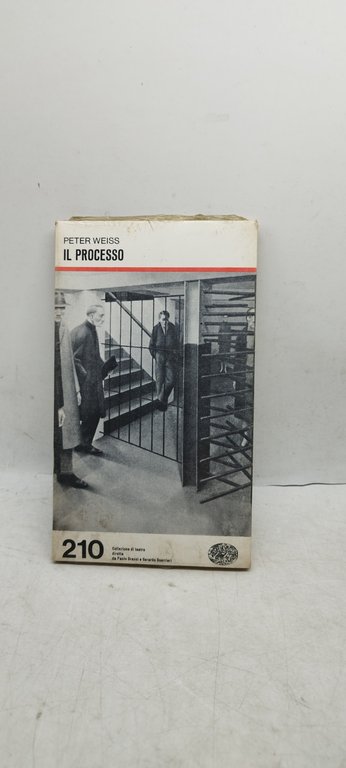 PETER WEISS
IL PROCESSO
210
Collezione di teatro
diretta
da Paolo Grassi e Gerardo Guerrieri